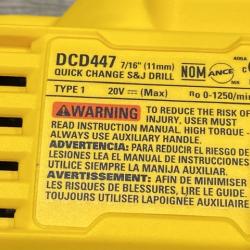 DCD447 7/16" (11mm)
QUICK CHANGE S&J DRILL
NOM ANCE
TYPE 1 20V ⎓ (Max) n₀ 0-1250/min
WARNING TO REDUCE THE RISK OF
INJURY, USER MUST
READ INSTRUCTION MANUAL. HIGH TORQUE -
ALWAYS USE AUXILIARY HANDLE.
ADVERTENCIA: PARA REDUCIR EL RIESGO
DE LESIONES, LEA EL MANUAL DE INSTRUCCIONES.
UTILICE SIEMPRE LA MANIJA AUXILIAR.
AVERTISSEMENT: AFIN DE MINIMISER
LES RISQUES DE BLESSURES, LIRE LE GUIDE.
TOUJOURS UTILISER LAPOIGNÉE AUXILIAIRE